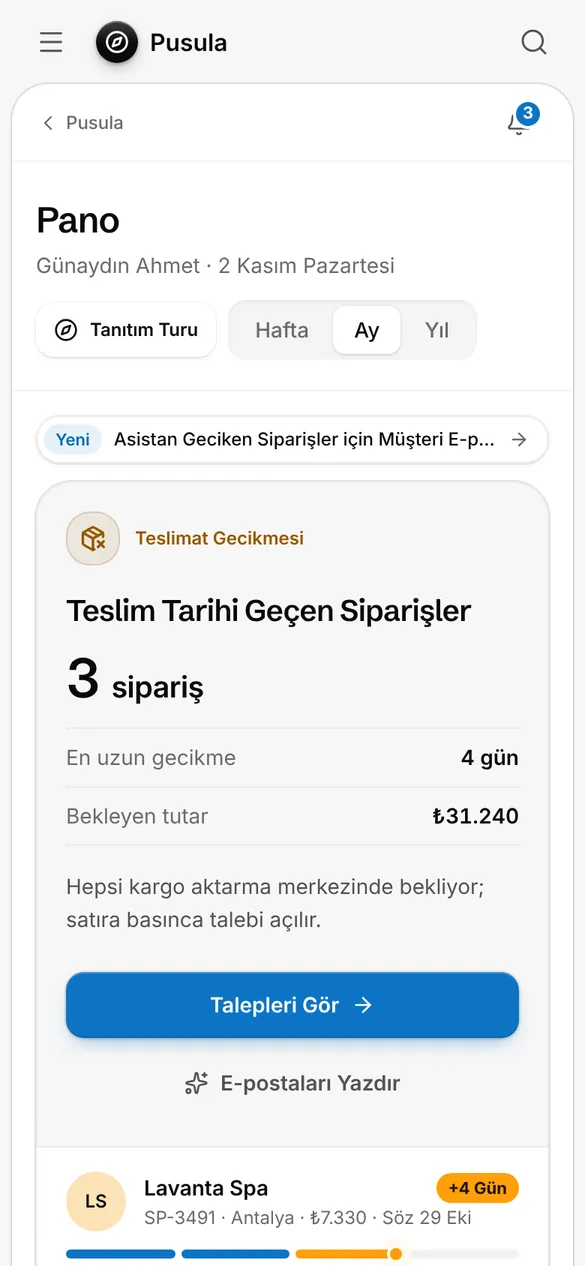 Pusula
Pusula
3
Pano
Günaydın Ahmet · 2 Kasım Pazartesi
Tanıtım Turu
Hafta
Ay
Yıl
Yeni
Asistan Geciken Siparişler için Müşteri E-p...
Teslimat Gecikmesi
Teslim Tarihi Geçen Siparişler
3 sipariş
En uzun gecikme
4 gün
Bekleyen tutar
₺31.240
Hepsi kargo aktarma merkezinde bekliyor;
satıra basınca talebi açılır.
Talepleri Gör
E-postaları Yazdır
LS
Lavanta Spa
+4 Gün
SP-3491 · Antalya · ₺7.330 · Söz 29 Eki